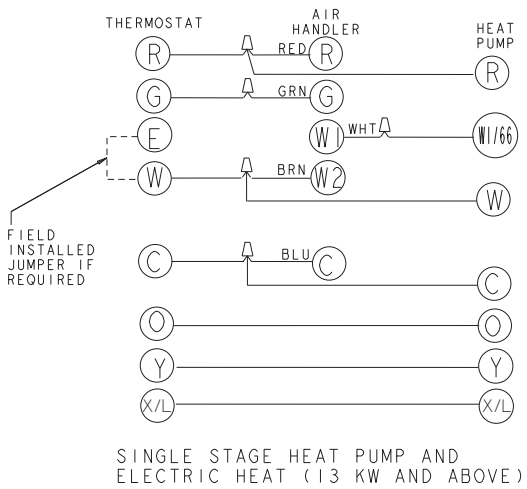 THERMOSTAT
AIR
HANDLER
HEAT
PUMP
R
RED
R
R
G
GRN
G
E
W1
WHT
W1/66
W
BRN
W2
W
FIELD
INSTALLED
JUMPER IF
REQUIRED
C
BLU
C
C
O
O
Y
Y
X/L
X/L
SINGLE STAGE HEAT PUMP AND
ELECTRIC HEAT (13 KW AND ABOVE)